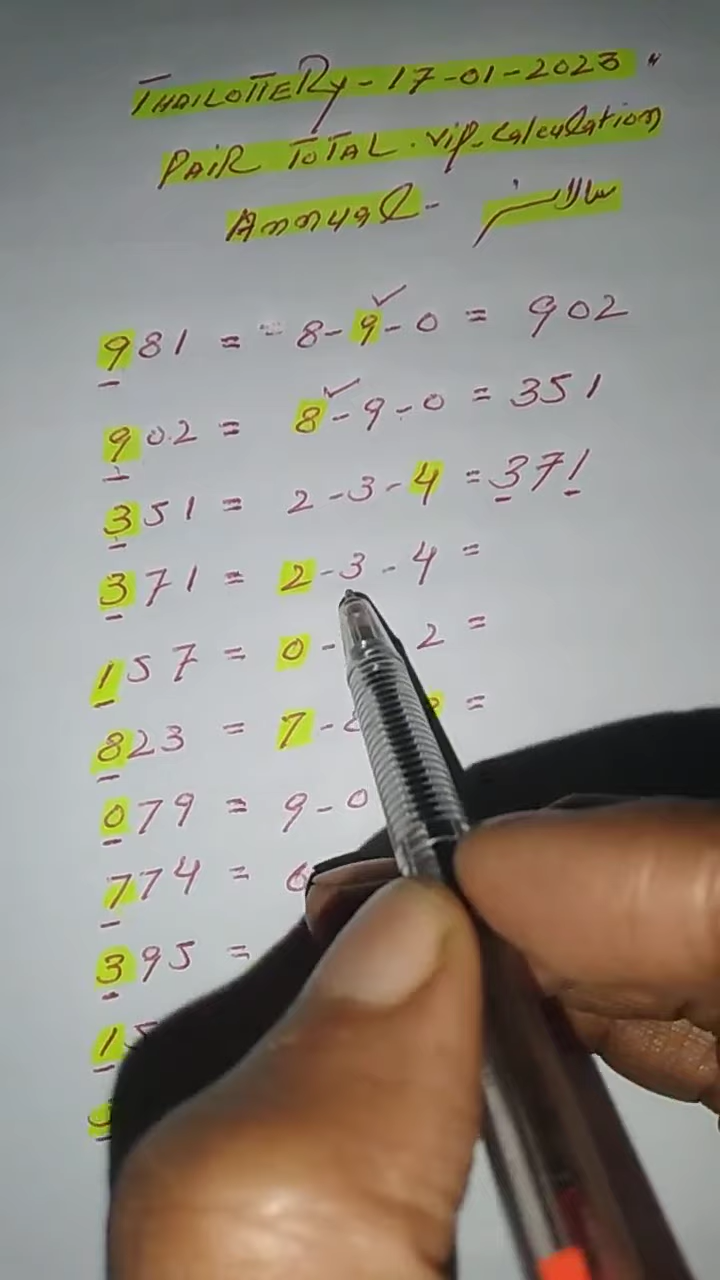 THAILOTTERY-17-01-2023"
PAIR TOTAL. vip-calculation
Annual- سالانہ
981 = -8-9-0 = 902
902 = 8-9-0 = 351
351 = 2-3-4 = 371
371 = 2-3-4 =
157 = 0- 2 =
823 = 7- =
079 = 9-0
774 = 6
395 =
15